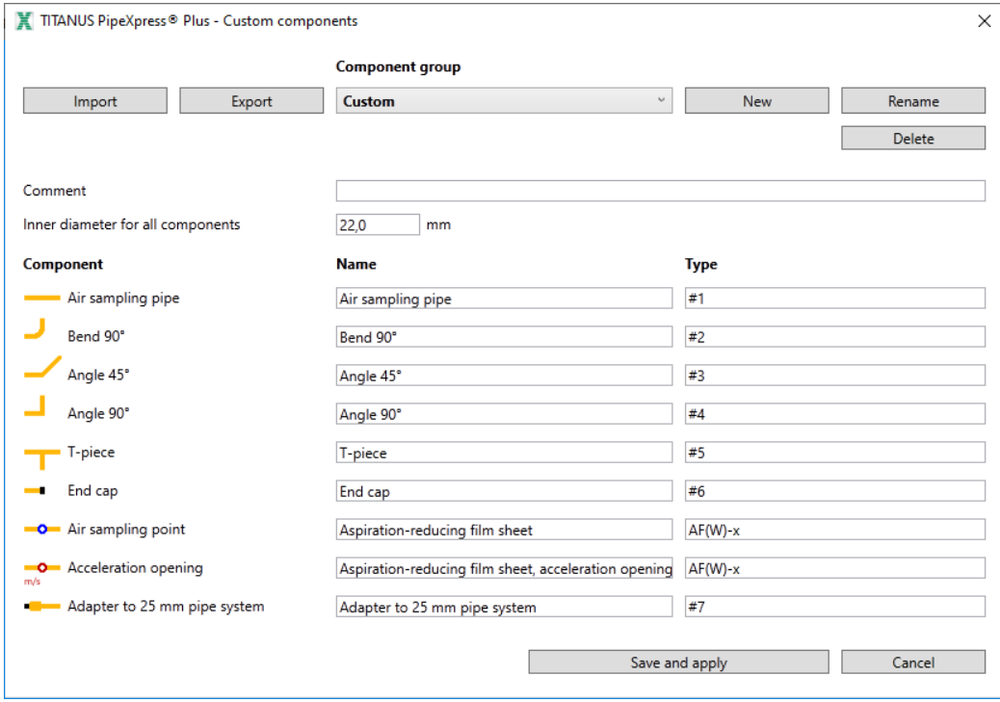 TITANUS PipeXpress® Plus - Custom components
Component group
Import Export Custom New Rename
Delete
Comment
Inner diameter for all components 22,0 mm
Component Name Type
Air sampling pipe Air sampling pipe #1
Bend 90° Bend 90° #2
Angle 45° Angle 45° #3
Angle 90° Angle 90° #4
T-piece T-piece #5
End cap End cap #6
Air sampling point Aspiration-reducing film sheet AF(W)-x
Acceleration opening Aspiration-reducing film sheet, acceleration opening AF(W)-x
m/s
Adapter to 25 mm pipe system Adapter to 25 mm pipe system #7
Save and apply Cancel